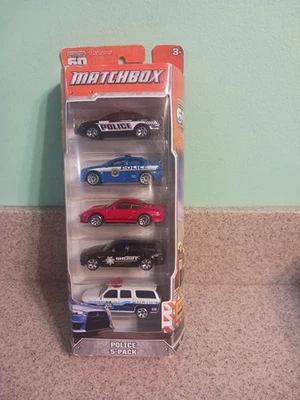 60
3+
MATCHBOX
POLICE
POLICE
SHERIFF
POLICE
5-PACK